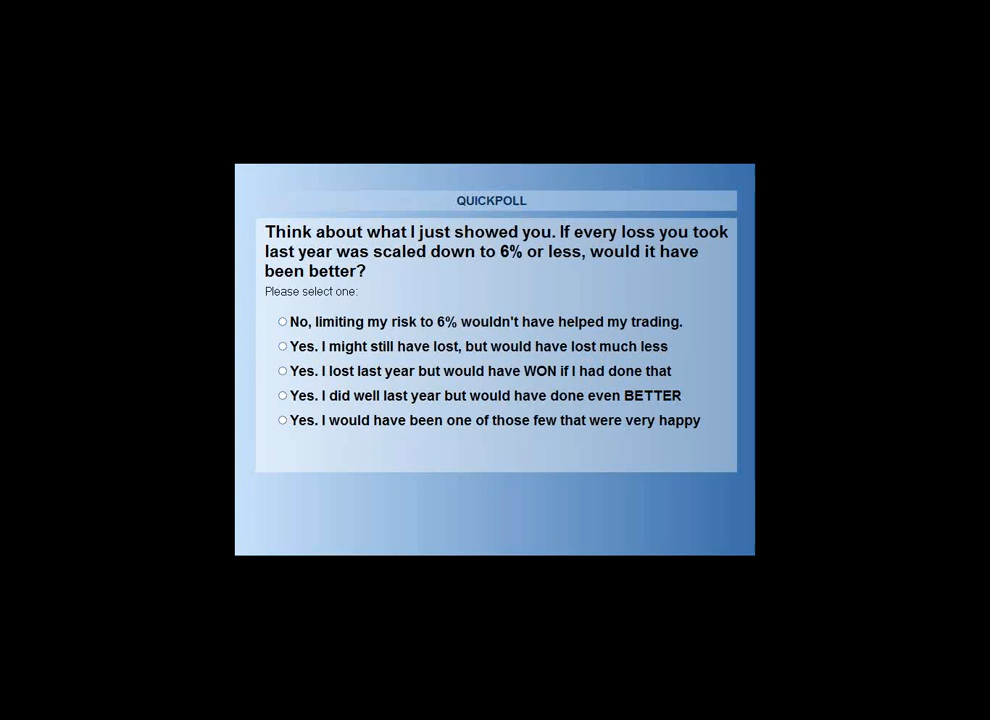 QUICKPOLL
Think about what I just showed you. If every loss you took
last year was scaled down to 6% or less, would it have
been better?
Please select one:
No, limiting my risk to 6% wouldn't have helped my trading.
Yes. I might still have lost, but would have lost much less
Yes. I lost last year but would have WON if I had done that
Yes. I did well last year but would have done even BETTER
Yes. I would have been one of those few that were very happy